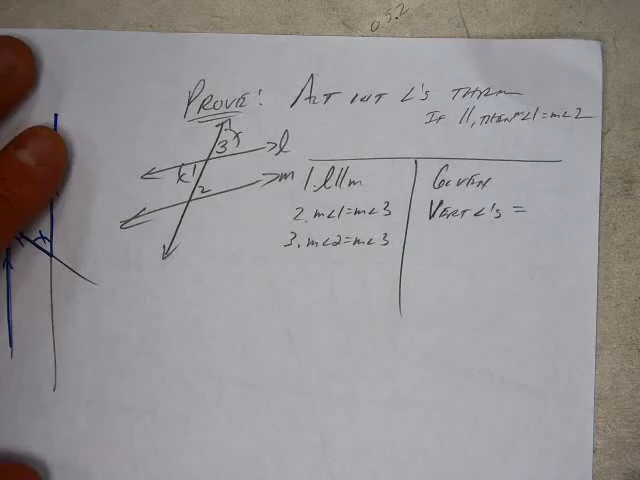 PROVE: ALT INT ∠'S THRM
IF ||, THEN m∠1 = m∠2
3 x
l
x 1
m
2
1. l || m
GIVEN
2. m∠1 = m∠3
VERT ∠'S =
3. m∠2 = m∠3